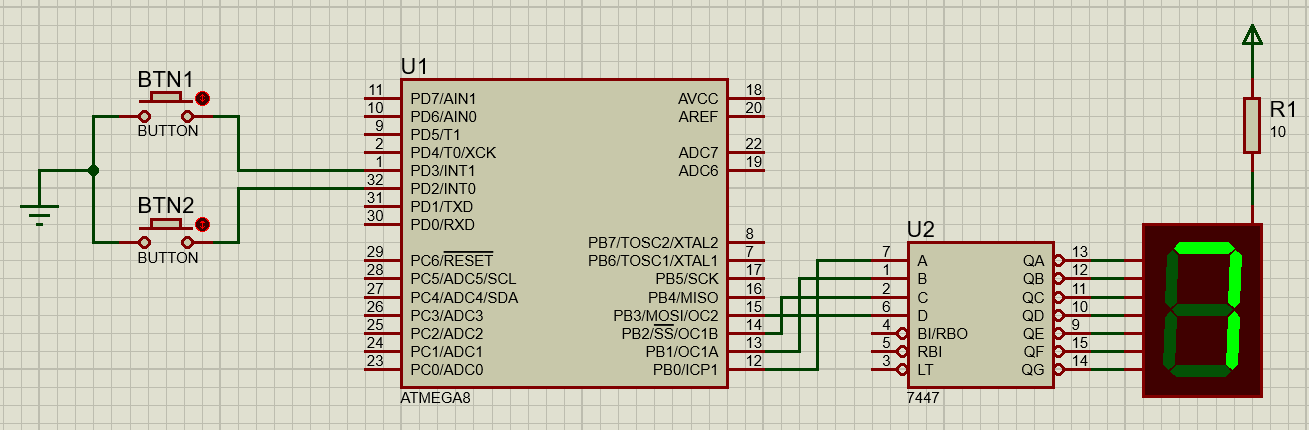 BTN1
BUTTON
BTN2
BUTTON
U1
11 PD7/AIN1
10 PD6/AIN0
9 PD5/T1
2 PD4/T0/XCK
1 PD3/INT1
32 PD2/INT0
31 PD1/TXD
30 PD0/RXD
29 PC6/RESET
28 PC5/ADC5/SCL
27 PC4/ADC4/SDA
26 PC3/ADC3
25 PC2/ADC2
24 PC1/ADC1
23 PC0/ADC0
AVCC 18
AREF 20
ADC7 22
ADC6 19
PB7/TOSC2/XTAL2 8
PB6/TOSC1/XTAL1 7
PB5/SCK 17
PB4/MISO 16
PB3/MOSI/OC2 15
PB2/SS/OC1B 14
PB1/OC1A 13
PB0/ICP1 12
ATMEGA8
U2
7 A QA 13
1 B QB 12
2 C QC 11
6 D QD 10
4 BI/RBO QE 9
5 RBI QF 15
3 LT QG 14
7447
R1
10
7